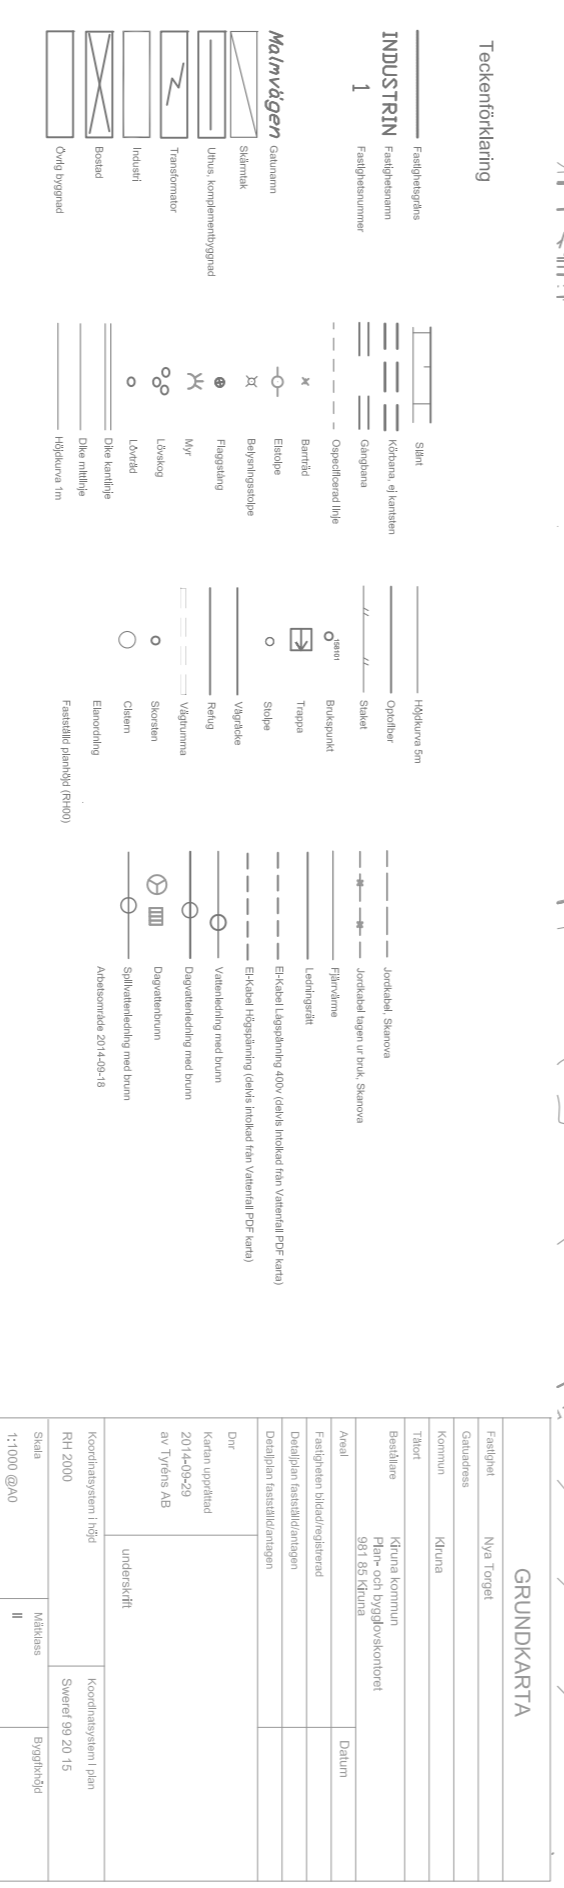 Teckenförklaring
Fastighetsgräns
INDUSTRIN Fastighetsnamn
1 Fastighetsnummer
Malmvägen Gatunamn
Skärmtak
Uthus, komplementbyggnad
Transformator
Industri
Bostad
Övrig byggnad
Slänt
Körbana, ej kantsten
Gångbana
Ospecificerad linje
Barrträd
Elstolpe
Belysningsstolpe
Flaggstång
Myr
Lövskog
Lövträd
Dike kantlinje
Dike mittlinje
Höjdkurva 1m
Höjdkurva 5m
Optofiber
Staket
158101 Brukspunkt
Trappa
Stolpe
Vägräcke
Refug
Vägtrumma
Skorsten
Cistern
Elanordning
Fastställd planhöjd (RH00)
Jordkabel, Skanova
Jordkabel tagen ur bruk, Skanova
Fjärrvärme
Ledningsrätt
El-Kabel Lågspänning 400v (delvis intolkad från Vattenfall PDF karta)
El-Kabel Högspänning (delvis intolkad från Vattenfall PDF karta)
Vattenledning med brunn
Dagvattenledning med brunn
Dagvattenbrunn
Spillvattenledning med brunn
Arbetsområde 2014-09-18
GRUNDKARTA
Fastighet Nya Torget
Gatuadress
Kommun Kiruna
Tätort
Beställare Kiruna kommun
Plan- och bygglovskontoret
981 85 Kiruna
Areal Datum
Fastigheten bildad/registrerad
Detaljplan fastställd/antagen
Detaljplan fastställd/antagen
Dnr
Kartan upprättad
2014-09-29
av Tyréns AB
underskrift
Koordinatsystem i höjd Koordinatsystem i plan
RH 2000 Sweref 99 20 15
Skala Mätklass Byggfixhöjd
1:1000 @A0 II